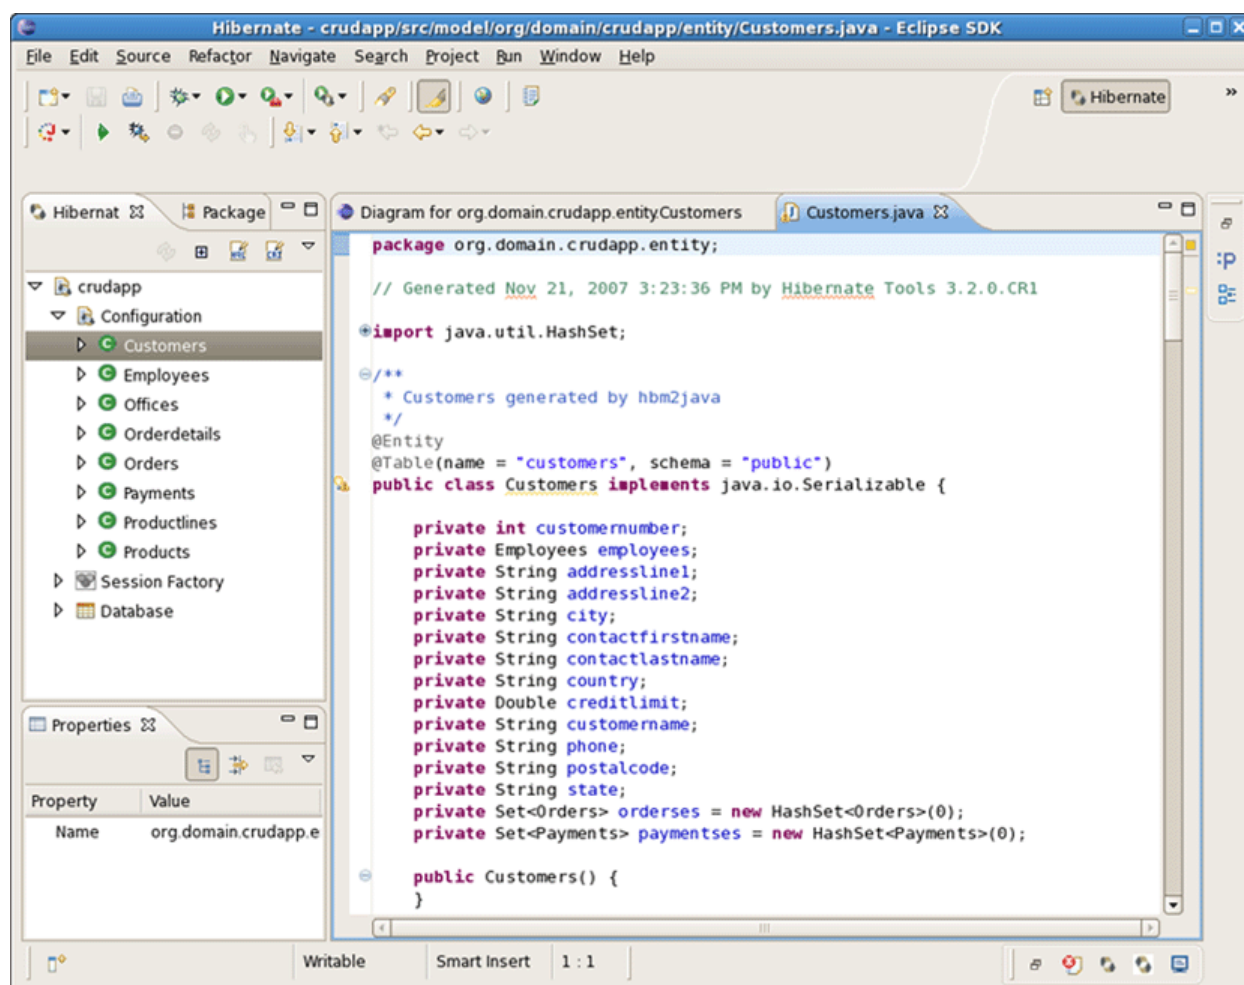 Hibernate - crudapp/src/model/org/domain/crudapp/entity/Customers.java - Eclipse SDK
File Edit Source Refactor Navigate Search Project Run Window Help
Hibernate »
Hibernat Package
crudapp
Configuration
Customers
Employees
Offices
Orderdetails
Orders
Payments
Productlines
Products
Session Factory
Database
Properties
Property Value
Name org.domain.crudapp.e
Diagram for org.domain.crudapp.entity.Customers Customers.java
package org.domain.crudapp.entity;
// Generated Nov 21, 2007 3:23:36 PM by Hibernate Tools 3.2.0.CR1
import java.util.HashSet;
/**
* Customers generated by hbm2java
*/
@Entity
@Table(name = "customers", schema = "public")
public class Customers implements java.io.Serializable {
private int customernumber;
private Employees employees;
private String addressline1;
private String addressline2;
private String city;
private String contactfirstname;
private String contactlastname;
private String country;
private Double creditlimit;
private String customername;
private String phone;
private String postalcode;
private String state;
private Set<Orders> orderses = new HashSet<Orders>(0);
private Set<Payments> paymentses = new HashSet<Payments>(0);
public Customers() {
}
:P
Writable Smart Insert 1 : 1